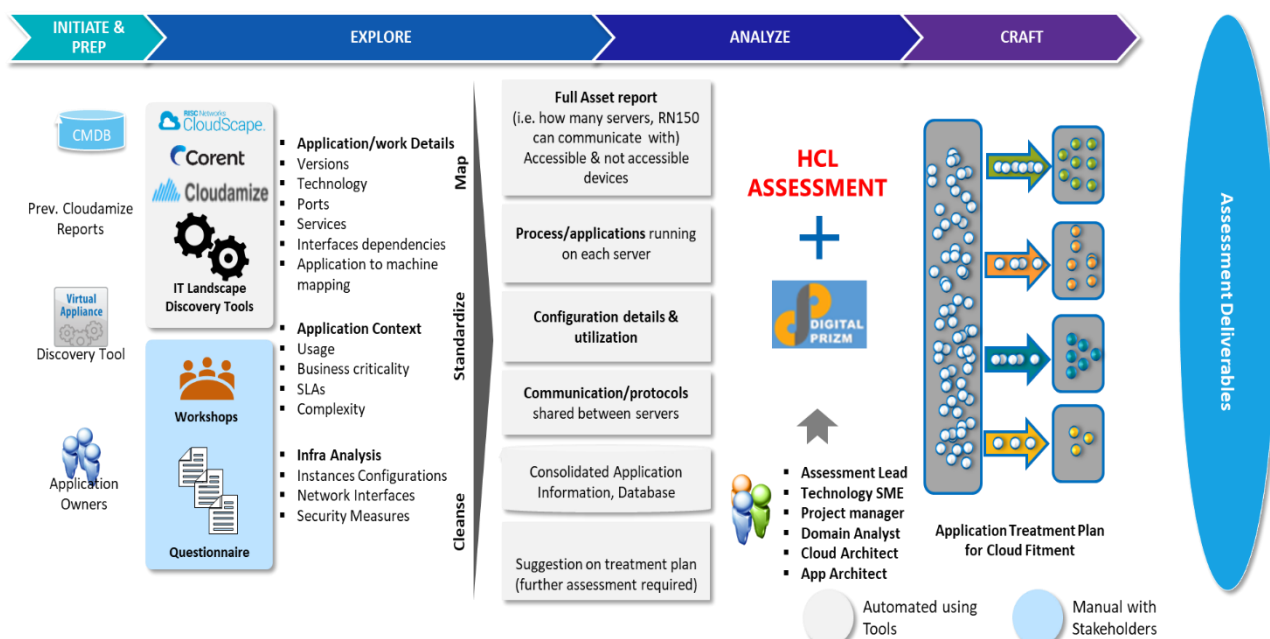 INITIATE &
PREP
EXPLORE
ANALYZE
CRAFT
CMDB
Prev. Cloudamize
Reports
Virtual
Appliance
Discovery Tool
Application
Owners
RISC Networks
CloudScape.
Corent
Cloudamize
IT Landscape
Discovery Tools
Workshops
Questionnaire
▪ Application/work Details
▪ Versions
▪ Technology
▪ Ports
▪ Services
▪ Interfaces dependencies
▪ Application to machine
mapping
▪ Application Context
▪ Usage
▪ Business criticality
▪ SLAs
▪ Complexity
▪ Infra Analysis
▪ Instances Configurations
▪ Network Interfaces
▪ Security Measures
Map
Standardize
Cleanse
Full Asset report
(i.e. how many servers, RN150
can communicate with)
Accessible & not accessible
devices
Process/applications running
on each server
Configuration details &
utilization
Communication/protocols
shared between servers
Consolidated Application
Information, Database
Suggestion on treatment plan
(further assessment required)
HCL
ASSESSMENT
+
DIGITAL
PRIZM
▪ Assessment Lead
▪ Technology SME
▪ Project manager
▪ Domain Analyst
▪ Cloud Architect
▪ App Architect
Application Treatment Plan
for Cloud Fitment
Assessment Deliverables
Automated using
Tools
Manual with
Stakeholders